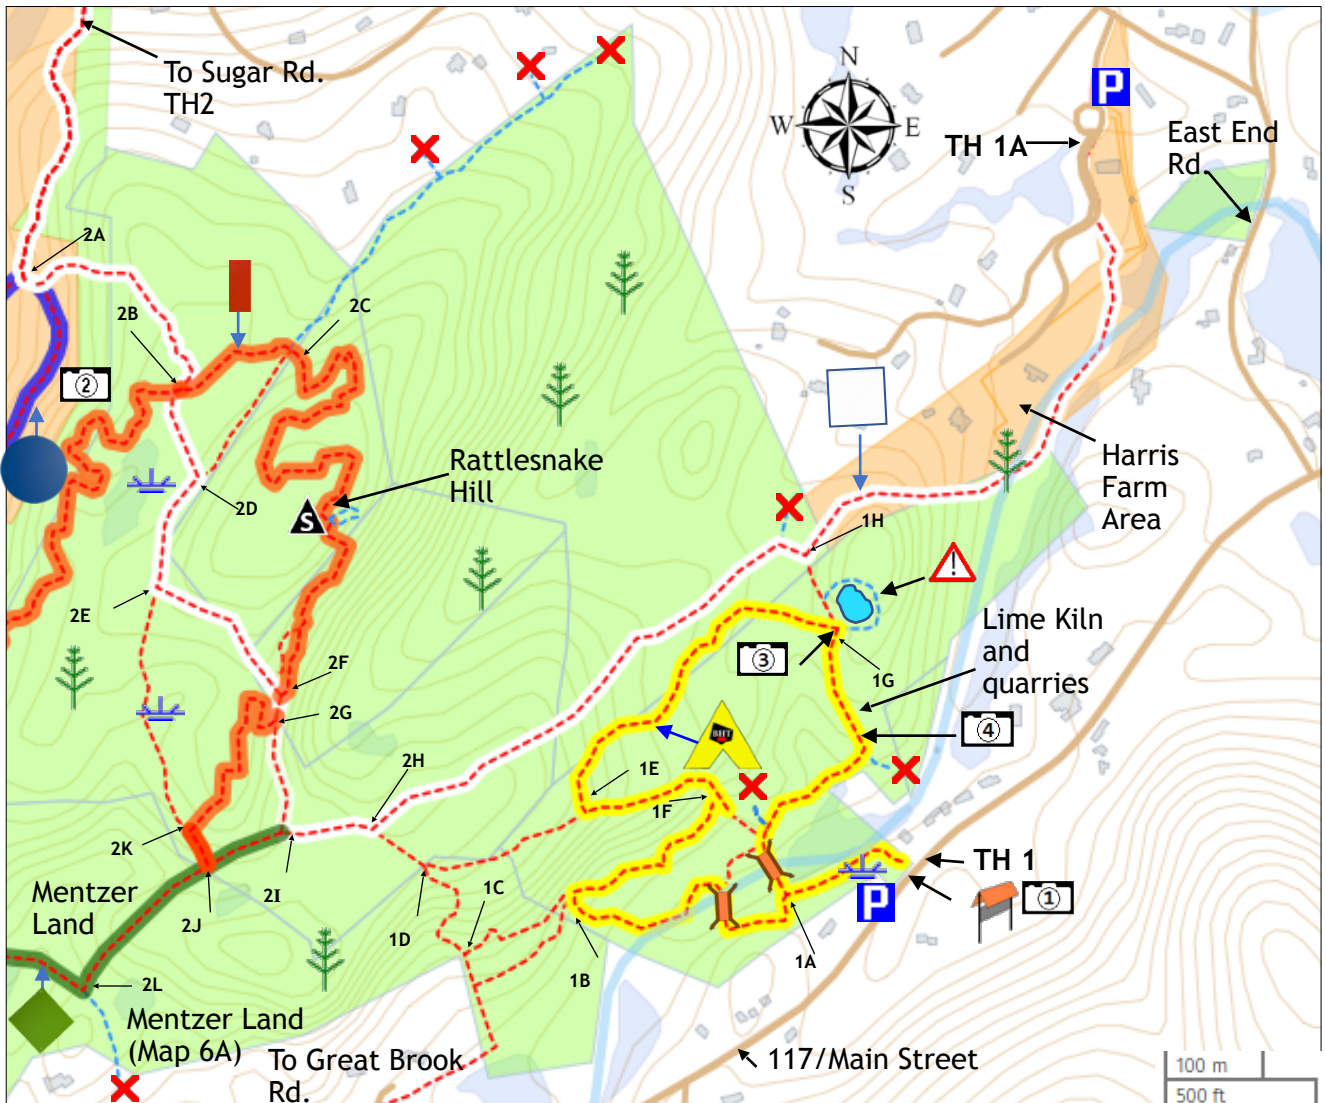 To Sugar Rd.
TH2
N
W
E
S
TH 1A
P
East End
Rd.
2A
2B
2C
2
Rattlesnake
Hill
S
2D
1H
Harris
Farm
Area
2E
!
Lime Kiln
and
quarries
3
1G
2F
2G
BHT
4
2H
1E
1F
2K
2I
TH 1
Mentzer
Land
2J
1C
1D
P
1
1B
1A
2L
Mentzer Land
(Map 6A)
To Great Brook
Rd.
117/Main Street
100 m
500 ft